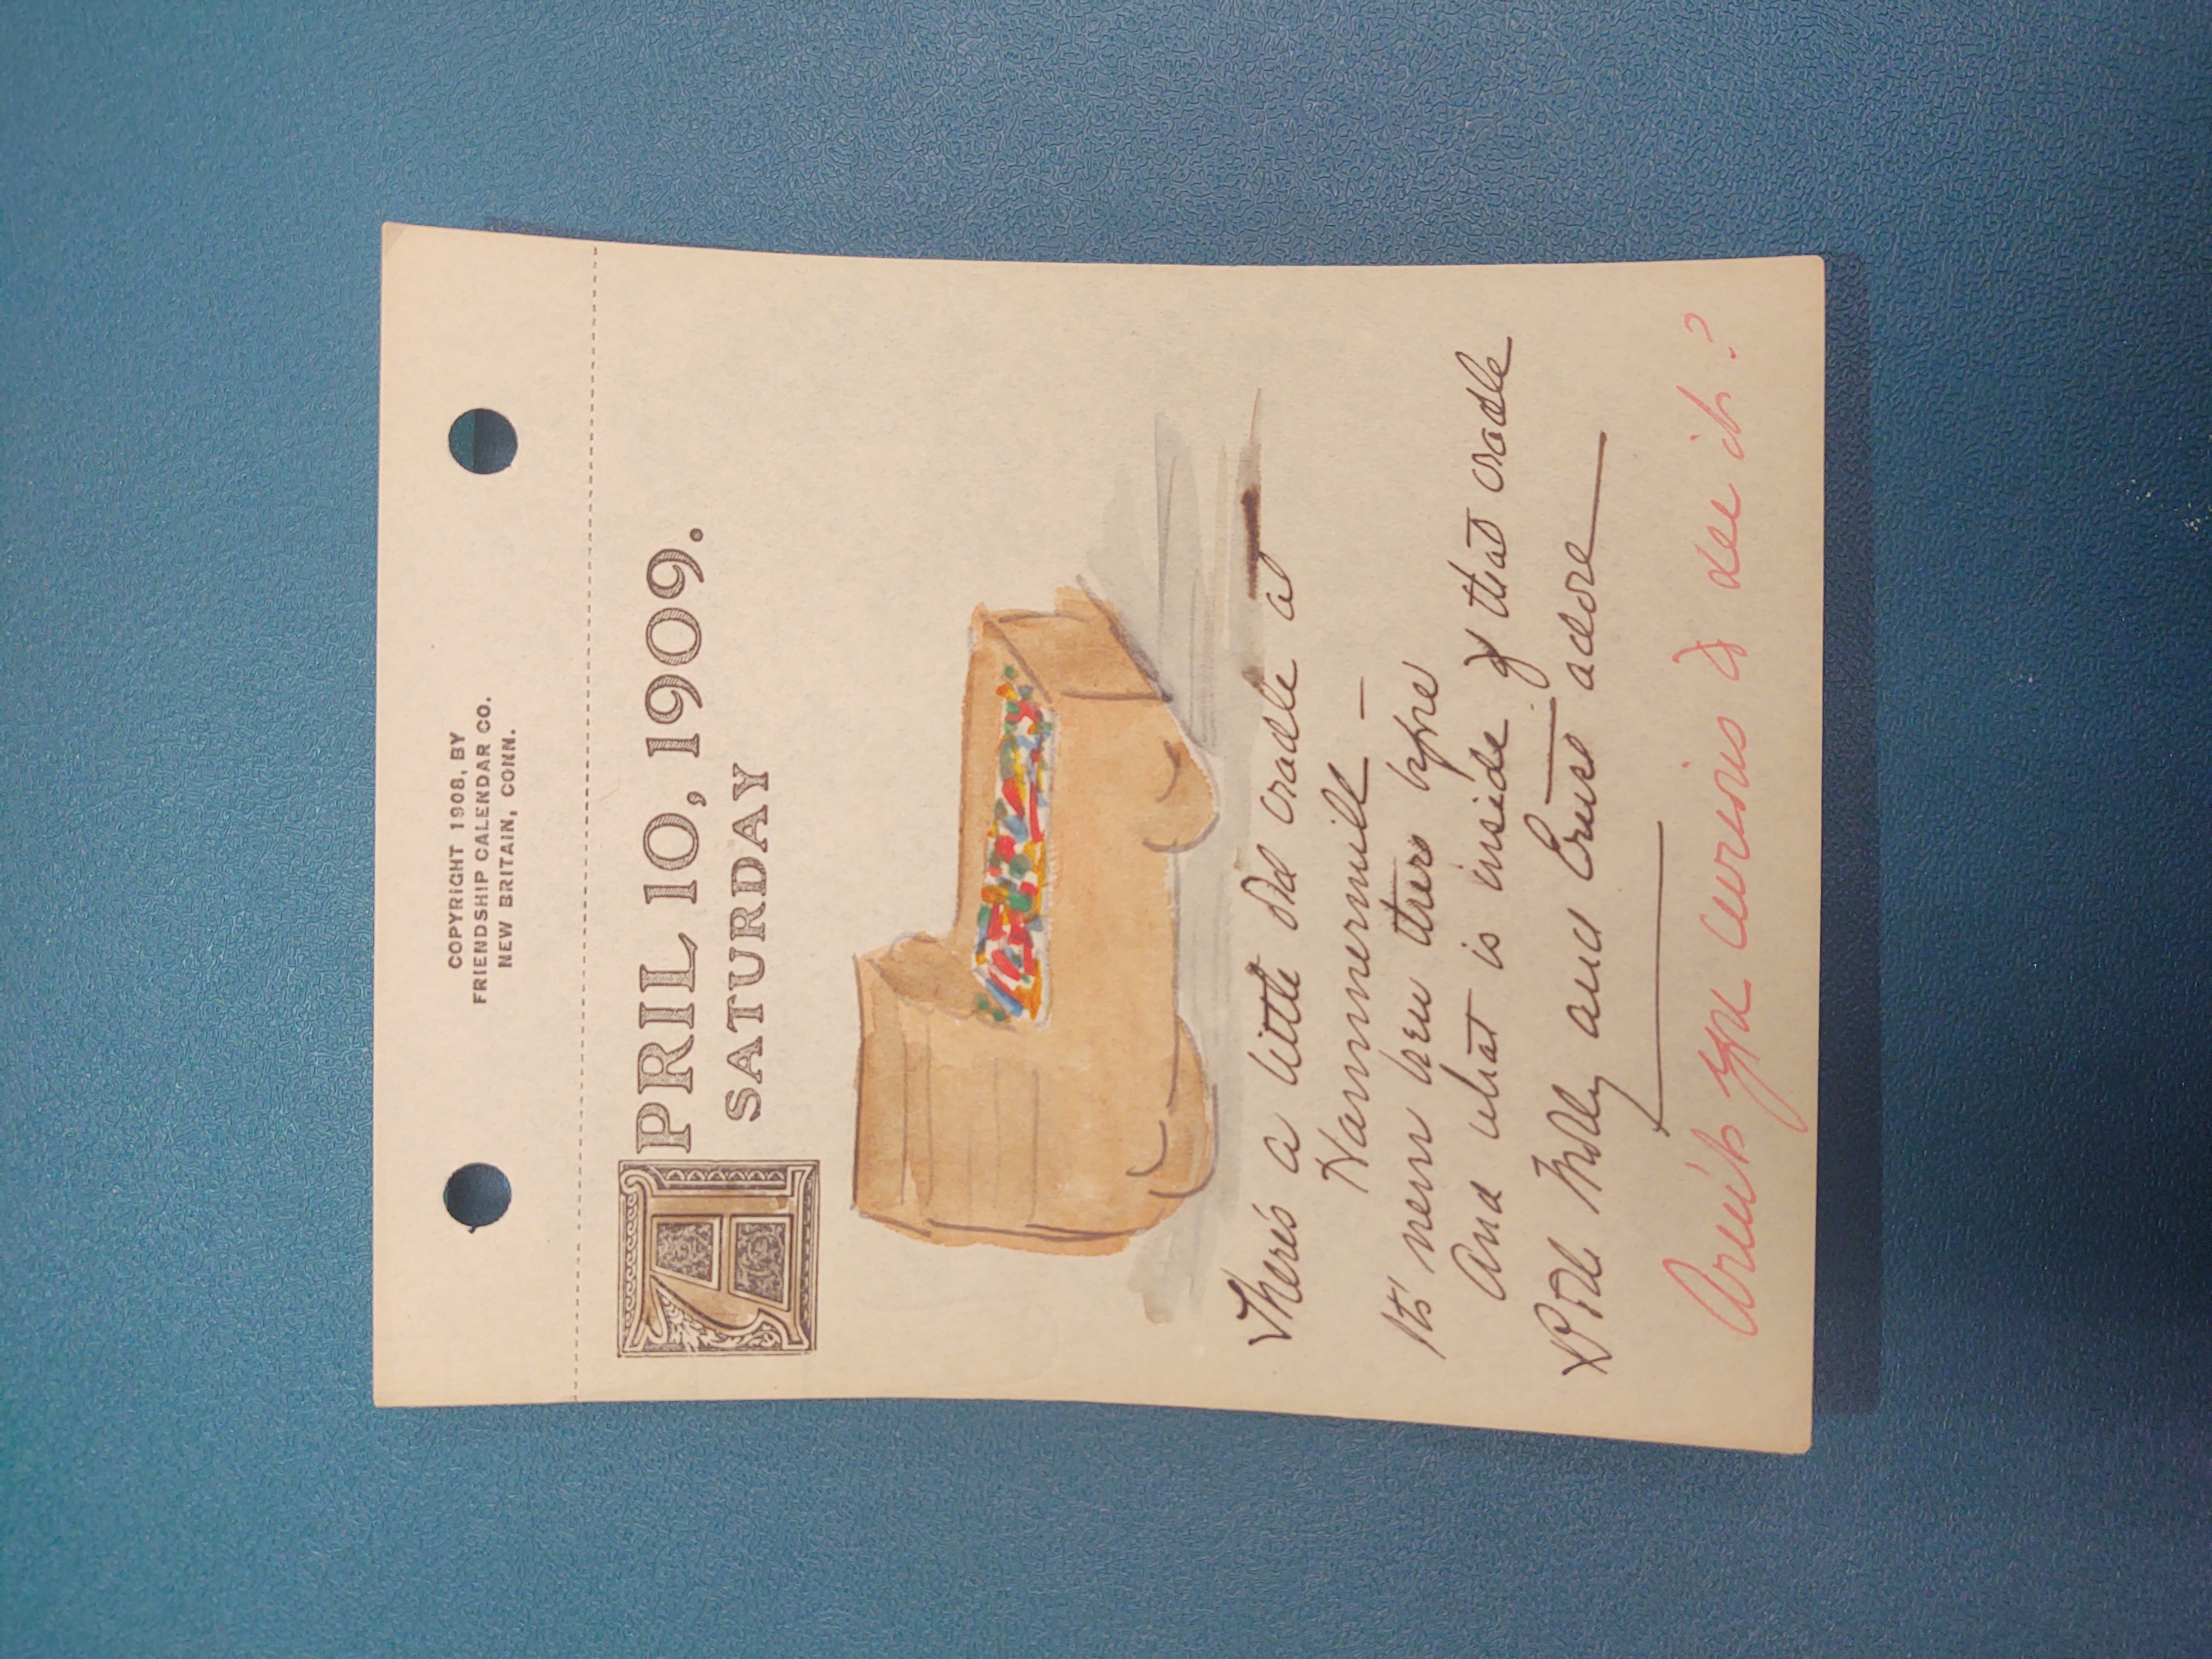 COPYRIGHT 1908, BY
FRIENDSHIP CALENDAR CO.
NEW BRITAIN, CONN.
APRIL 10, 1909.
SATURDAY
There's a little old cradle at
Hammermill –
It's never been there before
And what is inside of that cradle
Both Molly and Ernst adore
Aren't you curious to see it?